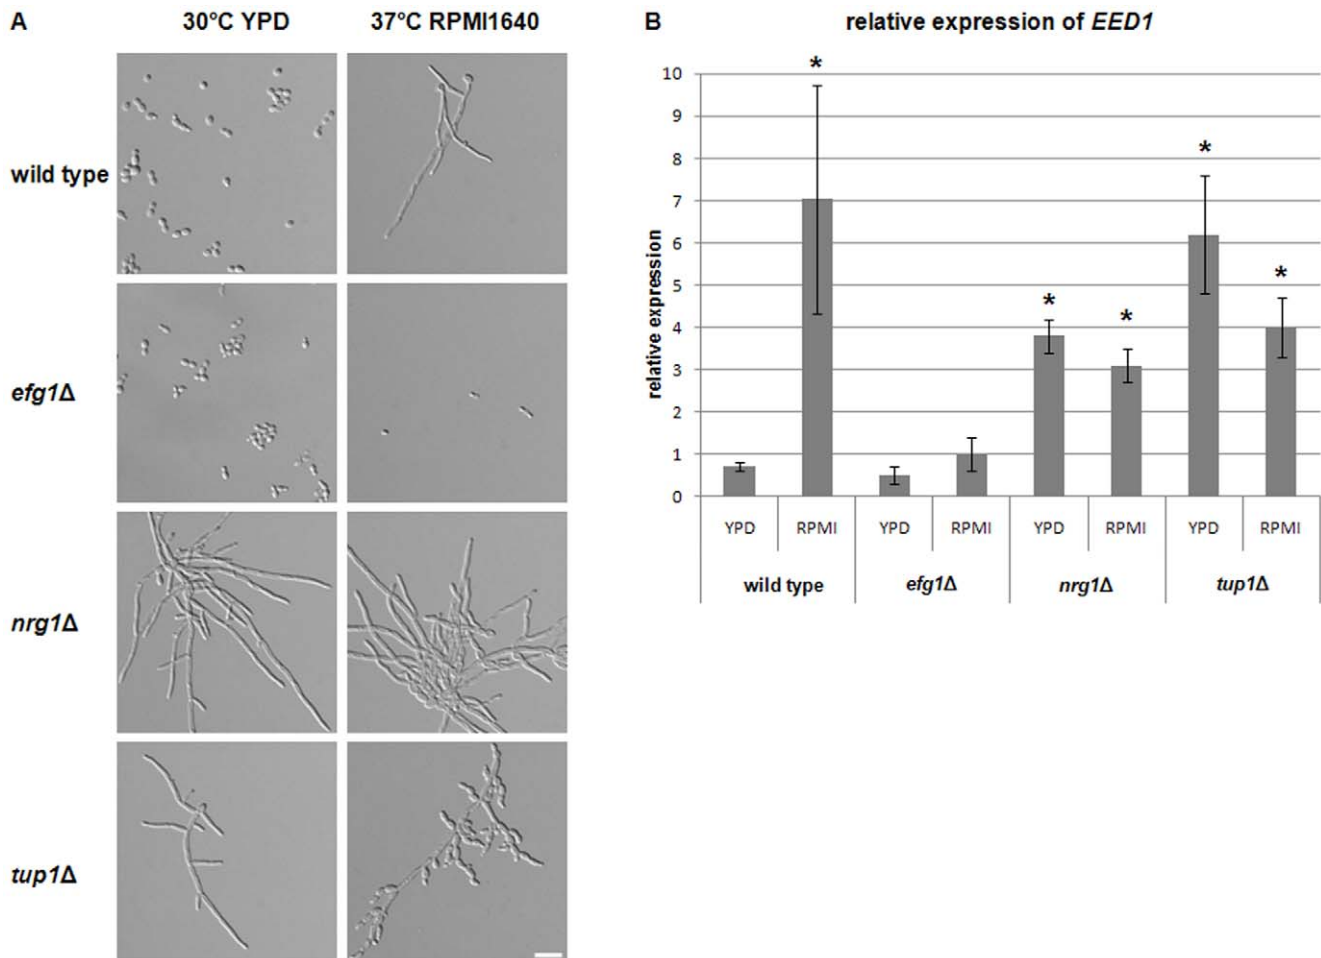 A
30°C YPD
37°C RPMI1640
wild type
efg1Δ
nrg1Δ
tup1Δ
B
relative expression of EED1
relative expression
10
9
8
7
6
5
4
3
2
1
0
* * * * *
YPD RPMI YPD RPMI YPD RPMI YPD RPMI
wild type efg1Δ nrg1Δ tup1Δ